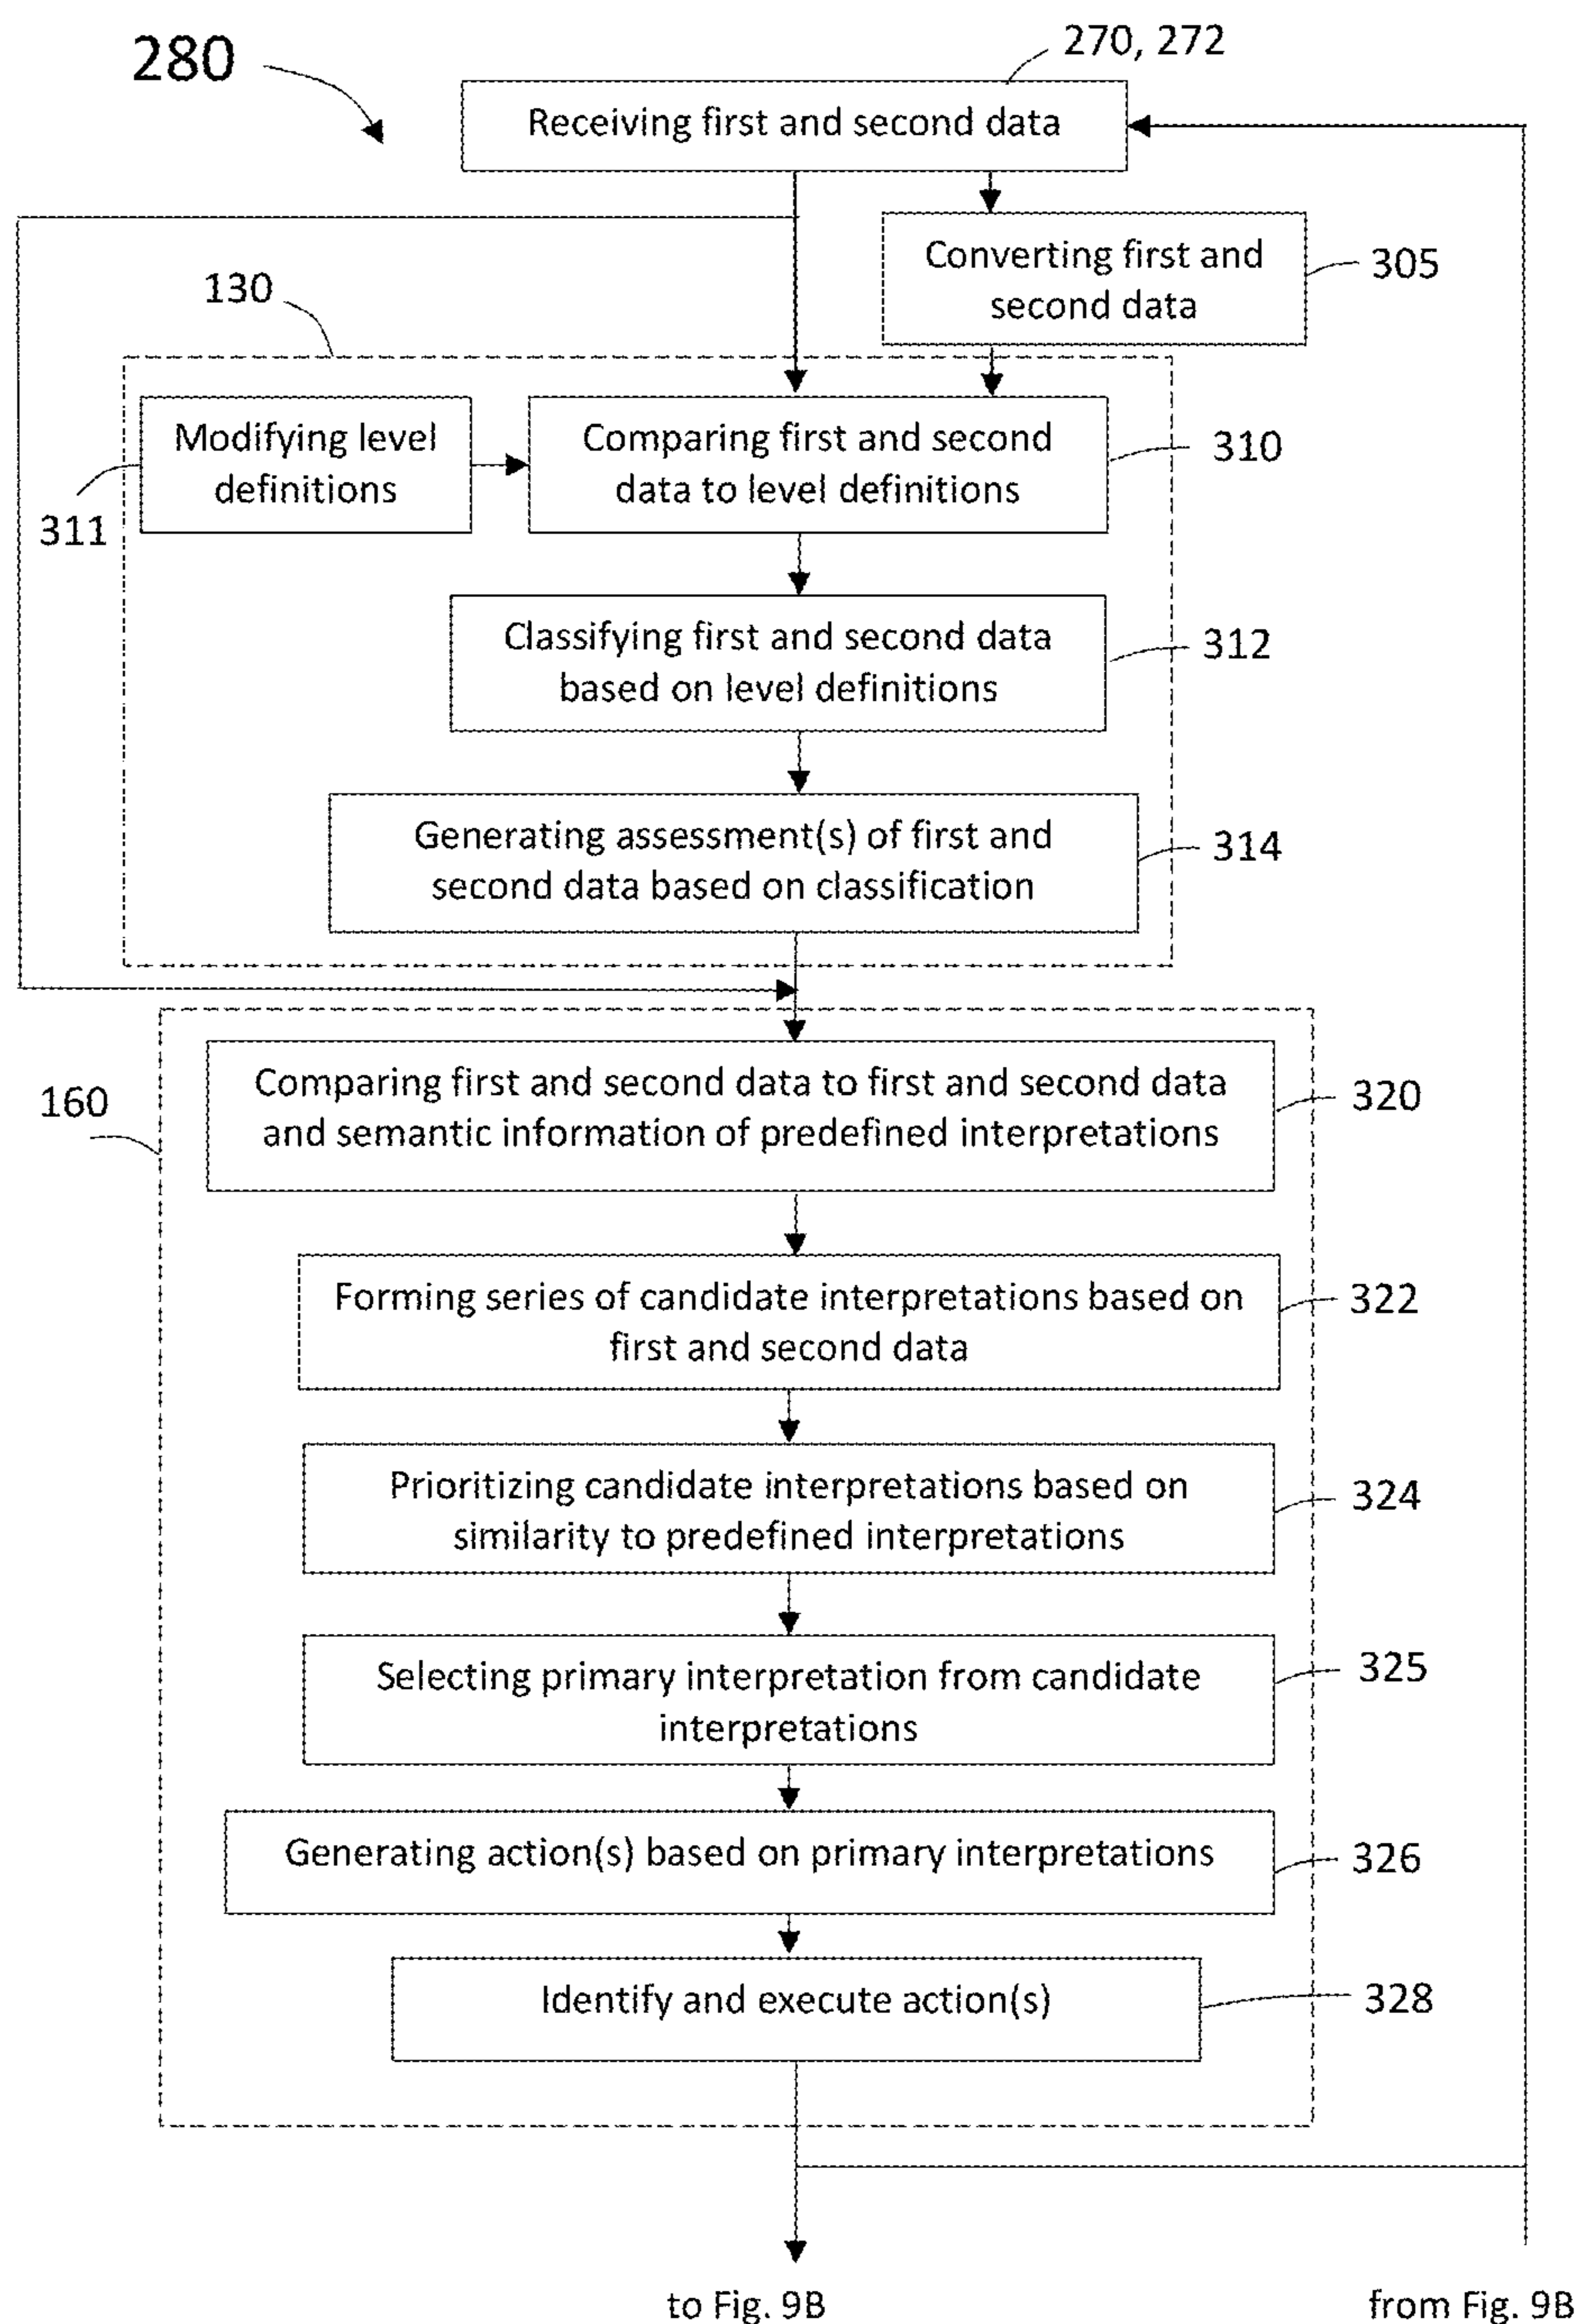 280
270, 272
Receiving first and second data
Converting first and
second data
305
130
Modifying level
definitions
311
Comparing first and second
data to level definitions
310
Classifying first and second data
based on level definitions
312
Generating assessment(s) of first and
second data based on classification
314
160
Comparing first and second data to first and second data
and semantic information of predefined interpretations
320
Forming series of candidate interpretations based on
first and second data
322
Prioritizing candidate interpretations based on
similarity to predefined interpretations
324
Selecting primary interpretation from candidate
interpretations
325
Generating action(s) based on primary interpretations
326
Identify and execute action(s)
328
to Fig. 9B
from Fig. 9B